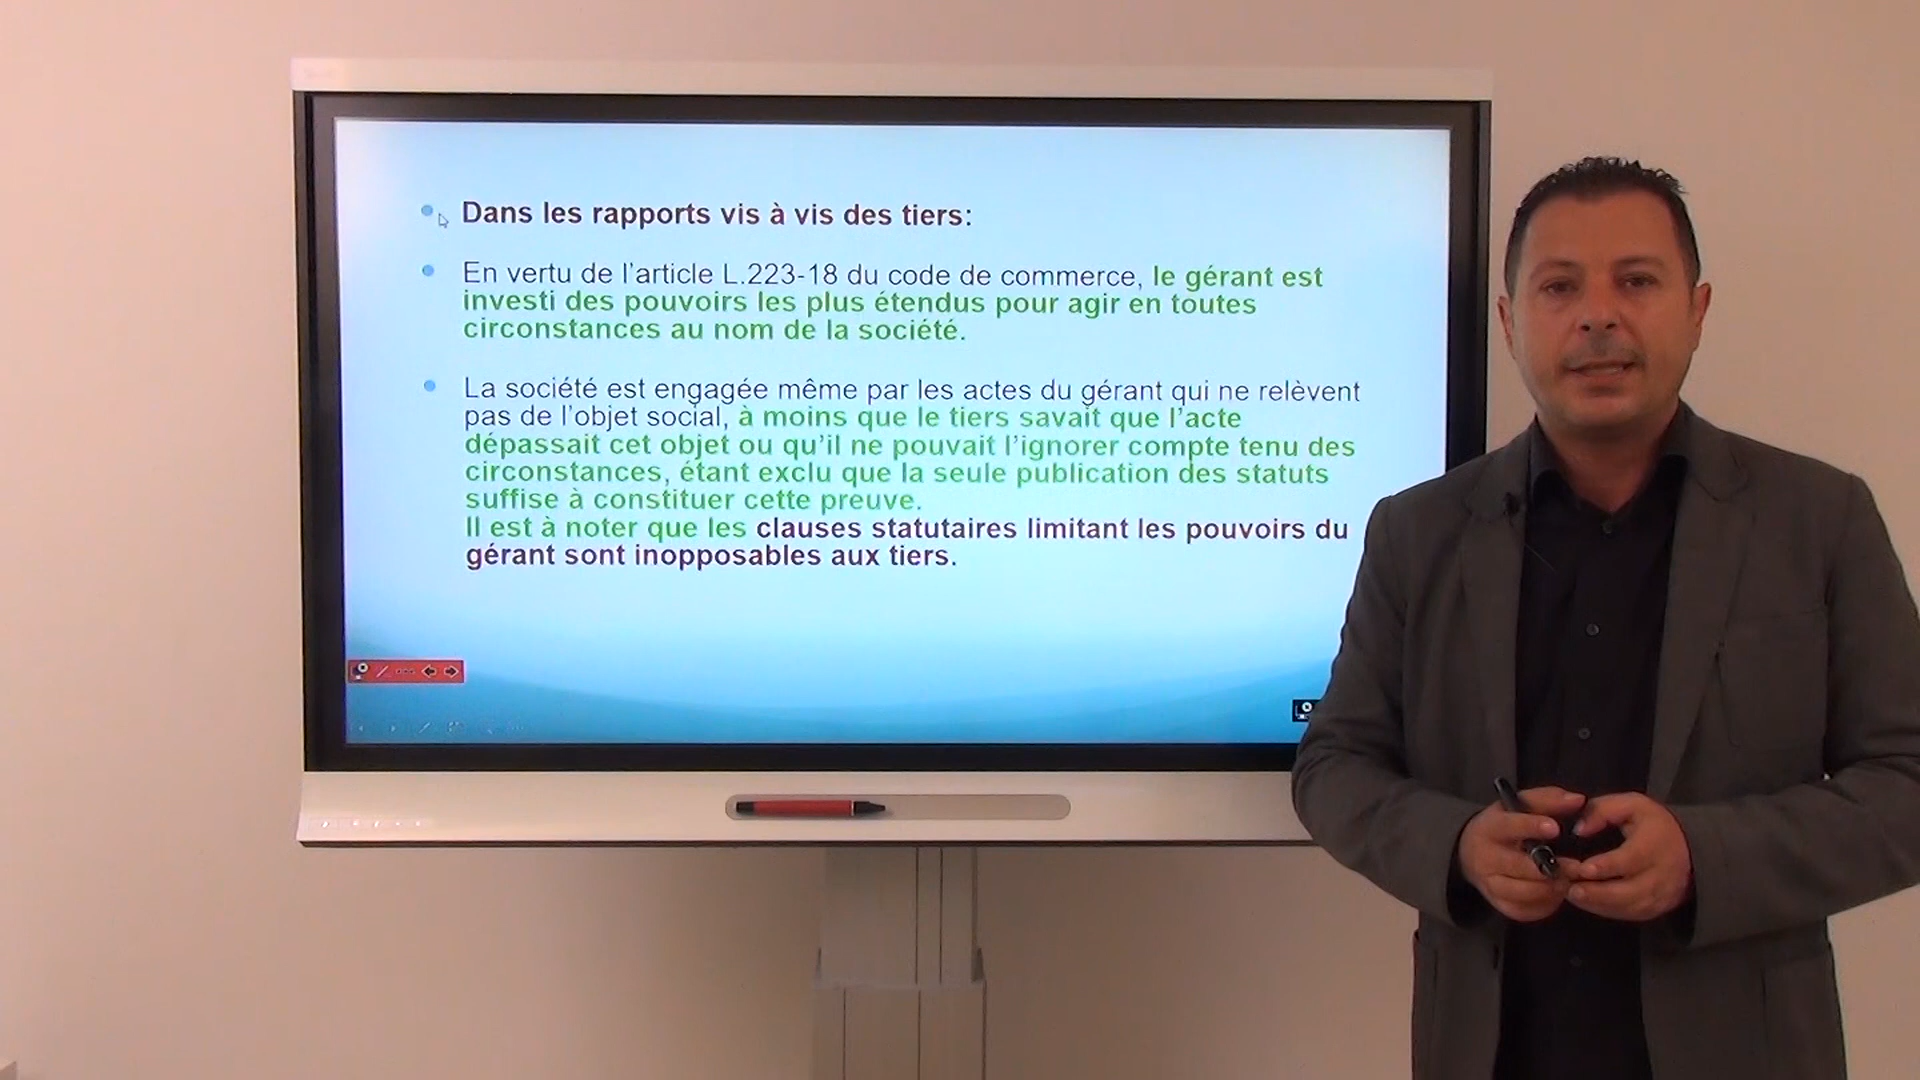 Dans les rapports vis à vis des tiers:
En vertu de l'article L.223-18 du code de commerce, le gérant est
investi des pouvoirs les plus étendus pour agir en toutes
circonstances au nom de la société.
La société est engagée même par les actes du gérant qui ne relèvent
pas de l'objet social, à moins que le tiers savait que l'acte
dépassait cet objet ou qu'il ne pouvait l'ignorer compte tenu des
circonstances, étant exclu que la seule publication des statuts
suffise à constituer cette preuve.
Il est à noter que les clauses statutaires limitant les pouvoirs du
gérant sont inopposables aux tiers.